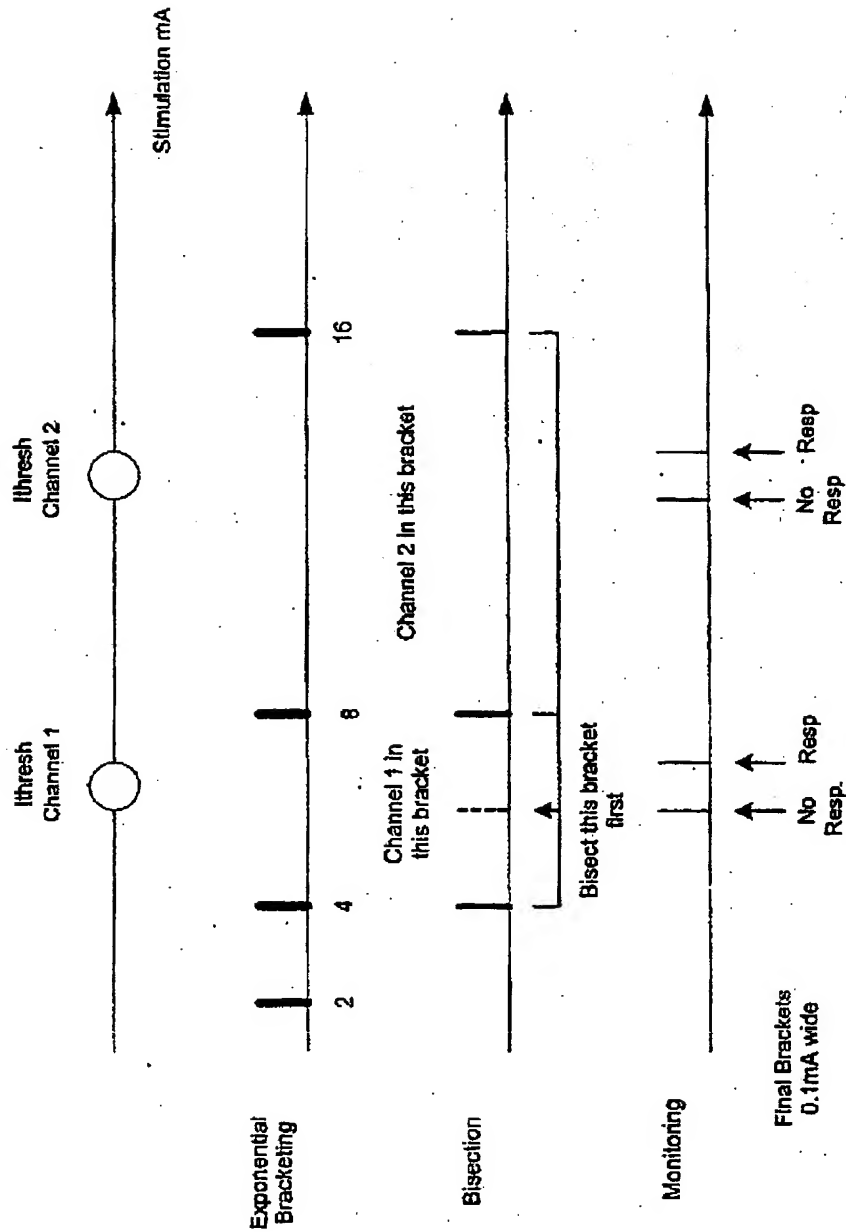 Ithresh
Channel 1
Ithresh
Channel 2
Stimulation mA
Exponential
Bracketing
2
4
8
16
Bisection
Channel 1 in
this bracket
Channel 2 in this bracket
Bisect this bracket
first
Monitoring
No
Resp.
Resp
No
Resp
Resp
Final Brackets
0.1mA wide